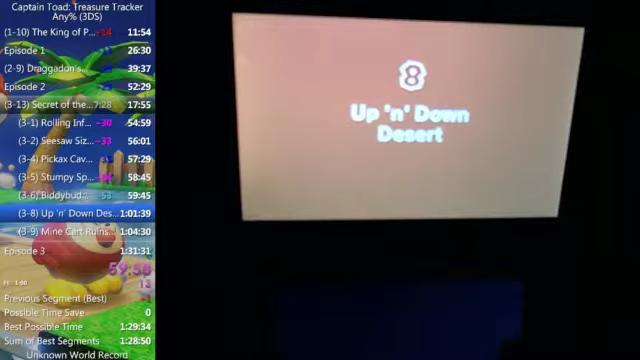 Captain Toad: Treasure Tracker
Any% (3DS)
(1-10) The King of P... -14 11:54
Episode 1 26:30
(2-9) Draggadon's... 39:37
Episode 2 52:29
(3-13) Secret of the... 7:28 17:55
(3-1) Rolling Inf... -30 54:59
(3-2) Seesaw Siz... -33 56:01
(3-4) Pickax Cav... 57:29
(3-5) Stumpy Sp... 58:45
(3-6) Biddybud... -53 59:45
(3-8) Up 'n' Down Des... 1:01:39
(3-9) Mine Cart Ruins... 1:04:30
Episode 3 1:31:31
59:58
13
Previous Segment (Best)
Possible Time Save 0
Best Possible Time 1:29:34
Sum of Best Segments 1:28:50
Unknown World Record
8
Up 'n' Down
Desert